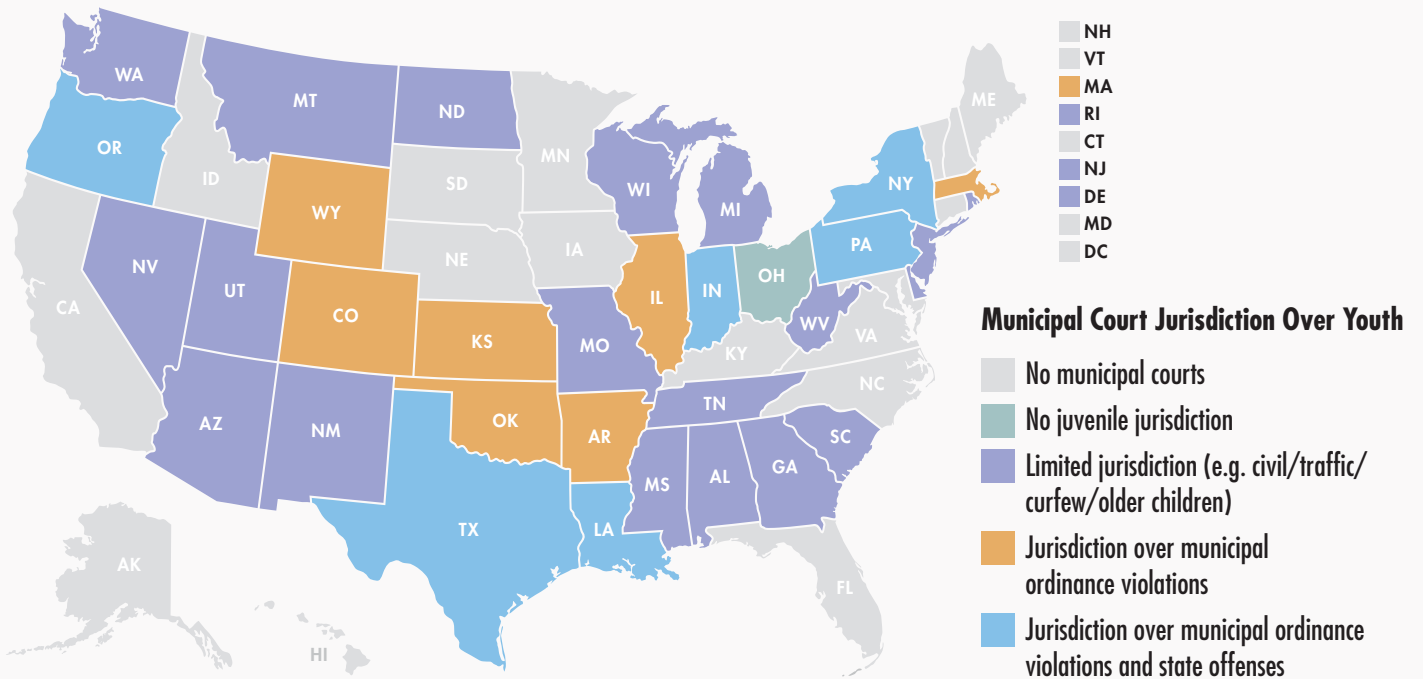 WA
MT
ND
MN
ME
OR
ID
SD
WI
MI
NY
WY
NE
IA
PA
NV
UT
CO
IL
IN
OH
CA
KS
MO
WV
VA
KY
NC
AZ
NM
OK
AR
TN
SC
MS
AL
GA
TX
LA
FL
AK
HI
NH
VT
MA
RI
CT
NJ
DE
MD
DC
Municipal Court Jurisdiction Over Youth
No municipal courts
No juvenile jurisdiction
Limited jurisdiction (e.g. civil/traffic/
curfew/older children)
Jurisdiction over municipal
ordinance violations
Jurisdiction over municipal ordinance
violations and state offenses